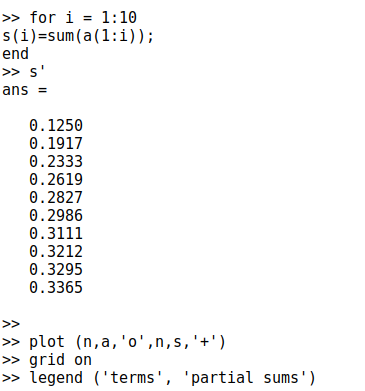 >> for i = 1:10
s(i)=sum(a(1:i));
end
>> s'
ans =
0.1250
0.1917
0.2333
0.2619
0.2827
0.2986
0.3111
0.3212
0.3295
0.3365
>>
>> plot (n,a,'o',n,s,'+')
>> grid on
>> legend ('terms', 'partial sums')